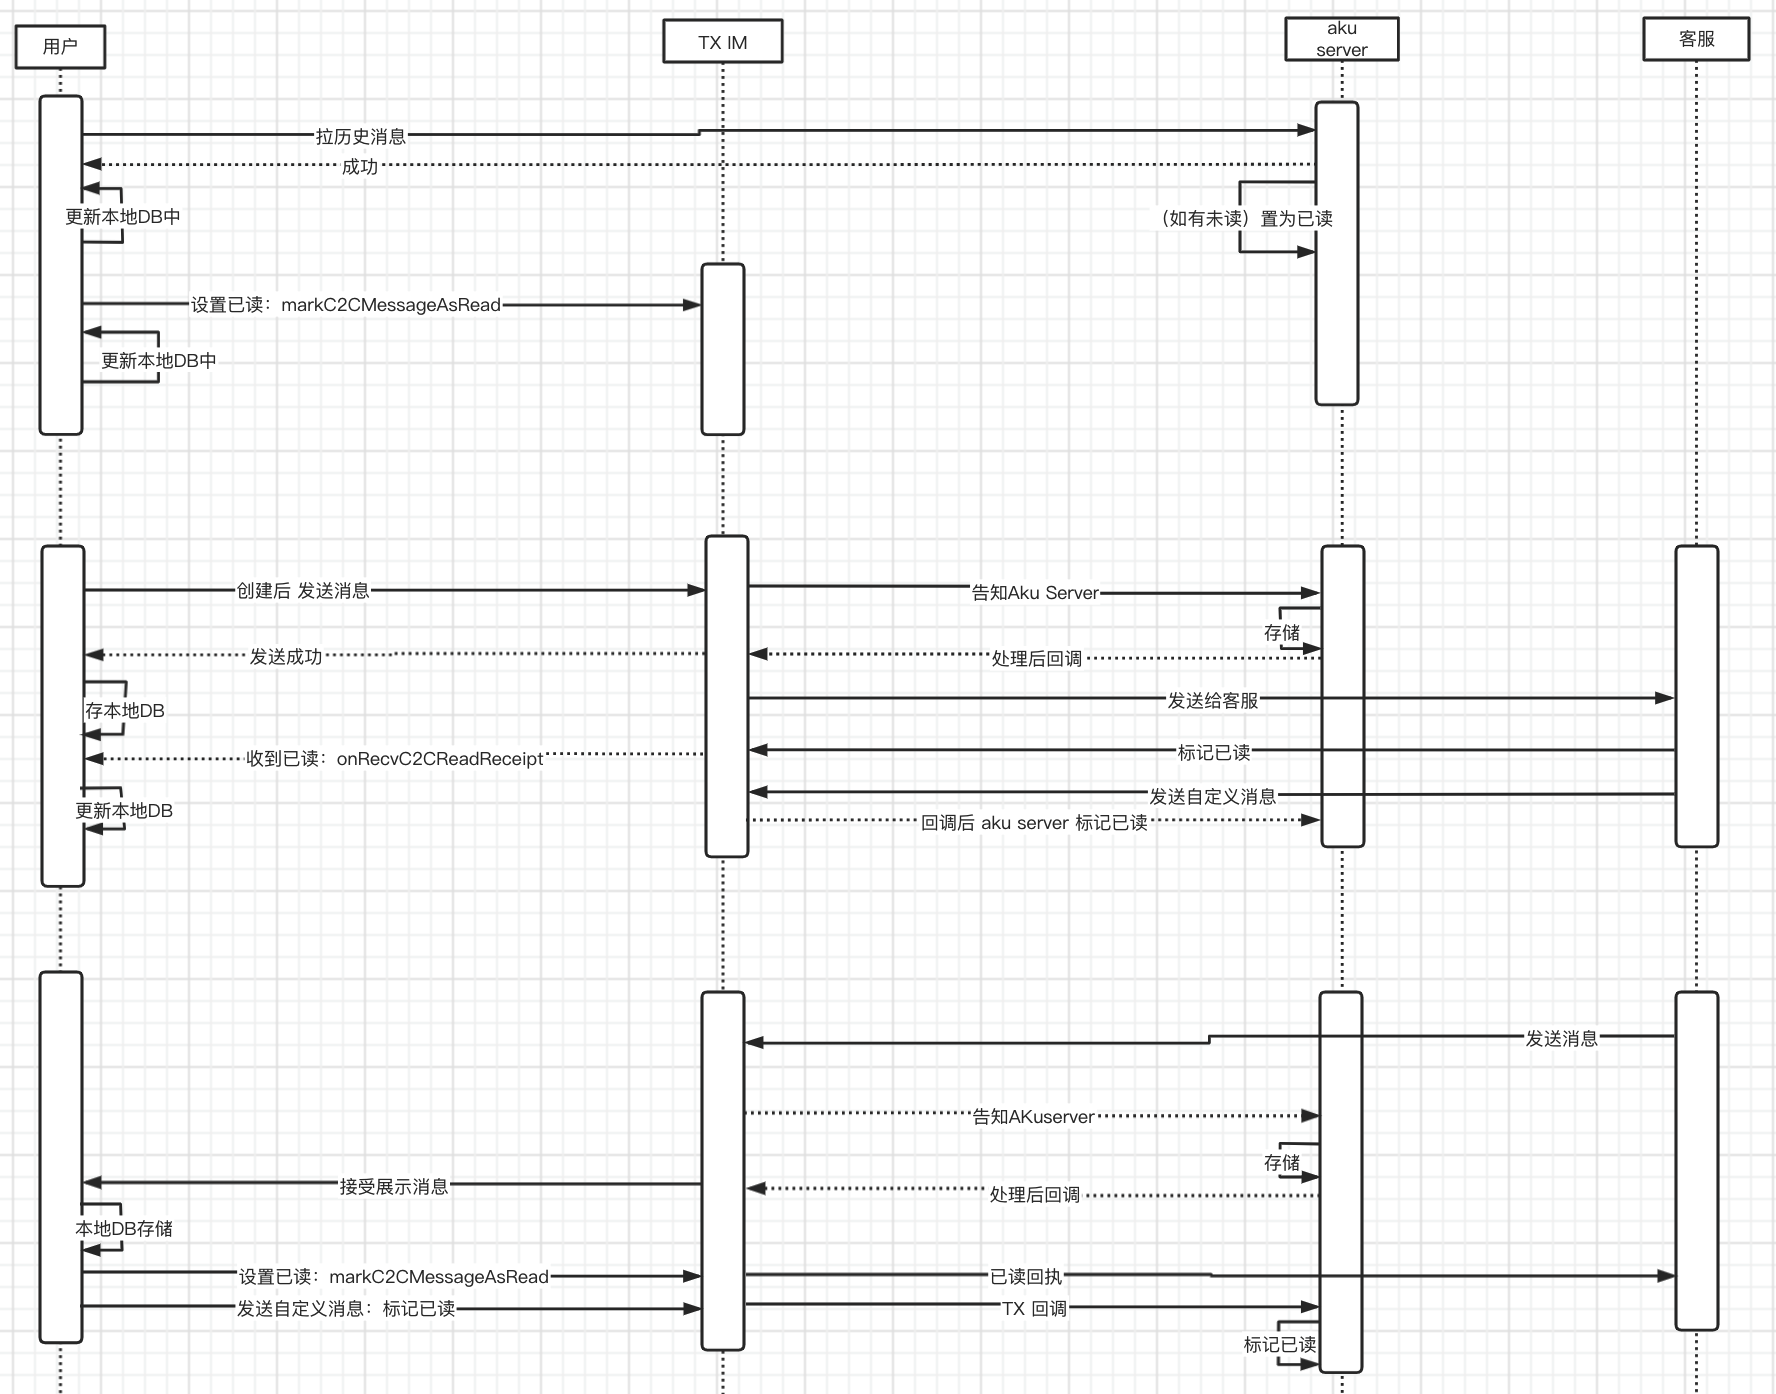 用户
TX IM
aku
server
客服
拉历史消息
成功
更新本地DB中
（如有未读）置为已读
设置已读：markC2CMessageAsRead
更新本地DB中
创建后 发送消息
告知Aku Server
存储
发送成功
处理后回调
发送给客服
存本地DB
标记已读
收到已读：onRecvC2CReadReceipt
发送自定义消息
更新本地DB
回调后 aku server 标记已读
发送消息
告知AKuserver
存储
接受展示消息
处理后回调
本地DB存储
设置已读：markC2CMessageAsRead
已读回执
发送自定义消息：标记已读
TX 回调
标记已读